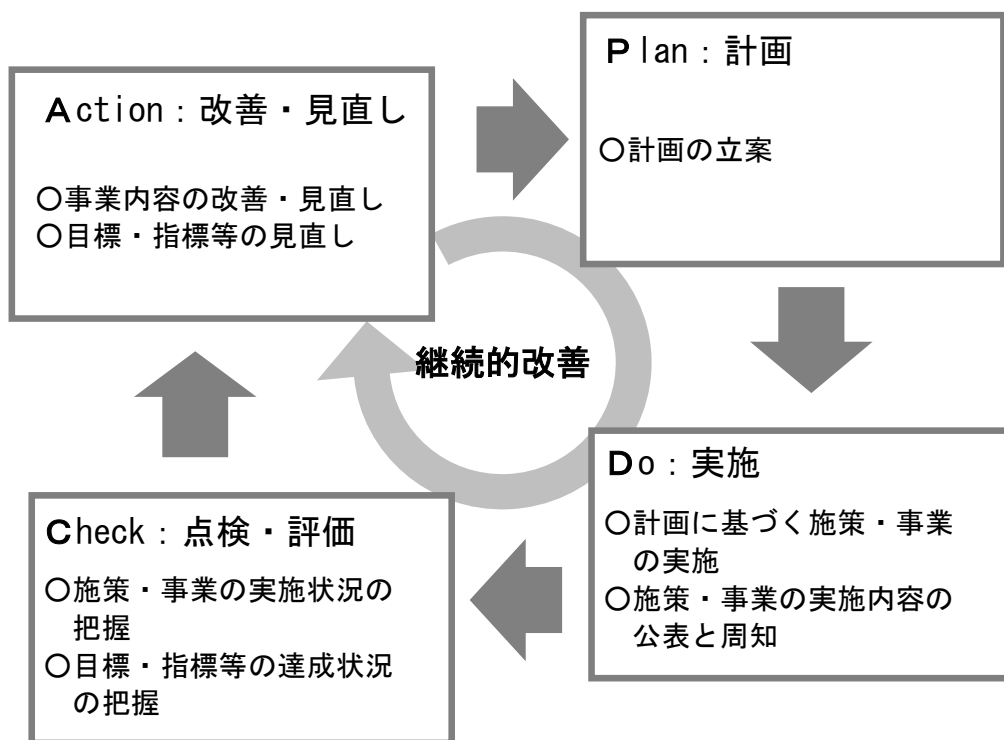 Plan：計画
○計画の立案
Action：改善・見直し
○事業内容の改善・見直し
○目標・指標等の見直し
継続的改善
Do：実施
○計画に基づく施策・事業
の実施
○施策・事業の実施内容の
公表と周知
Check：点検・評価
○施策・事業の実施状況の
把握
○目標・指標等の達成状況
の把握